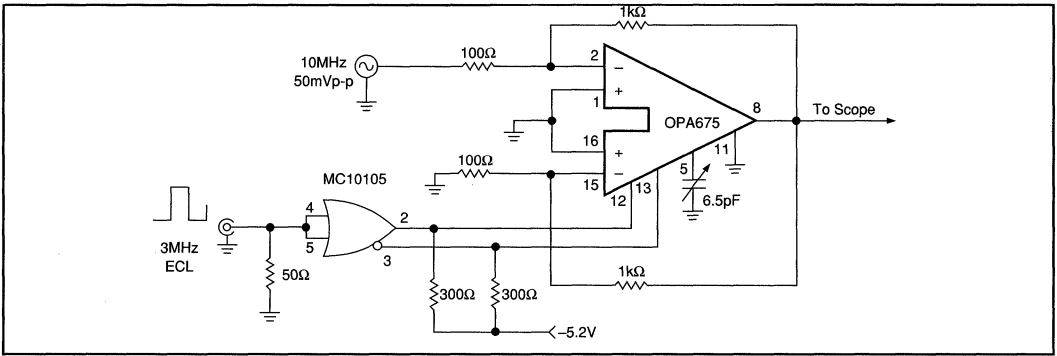 1kΩ
10MHz
50mVp-p
100Ω
2
–
+
1
8
To Scope
OPA675
16
+
–
15
11
5
6.5pF
12
13
100Ω
MC10105
4
5
2
3
3MHz
ECL
50Ω
300Ω
300Ω
1kΩ
–5.2V